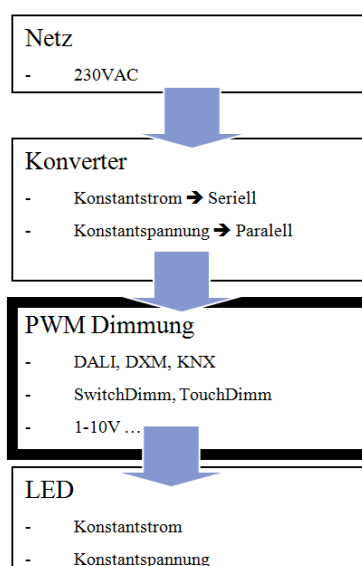 Netz
- 230VAC
Konverter
- Konstantstrom ➔ Seriell
- Konstantspannung ➔ Paralell
PWM Dimmung
- DALI, DXM, KNX
- SwitchDimm, TouchDimm
- 1-10V ...
LED
- Konstantstrom
- Konstantspannung